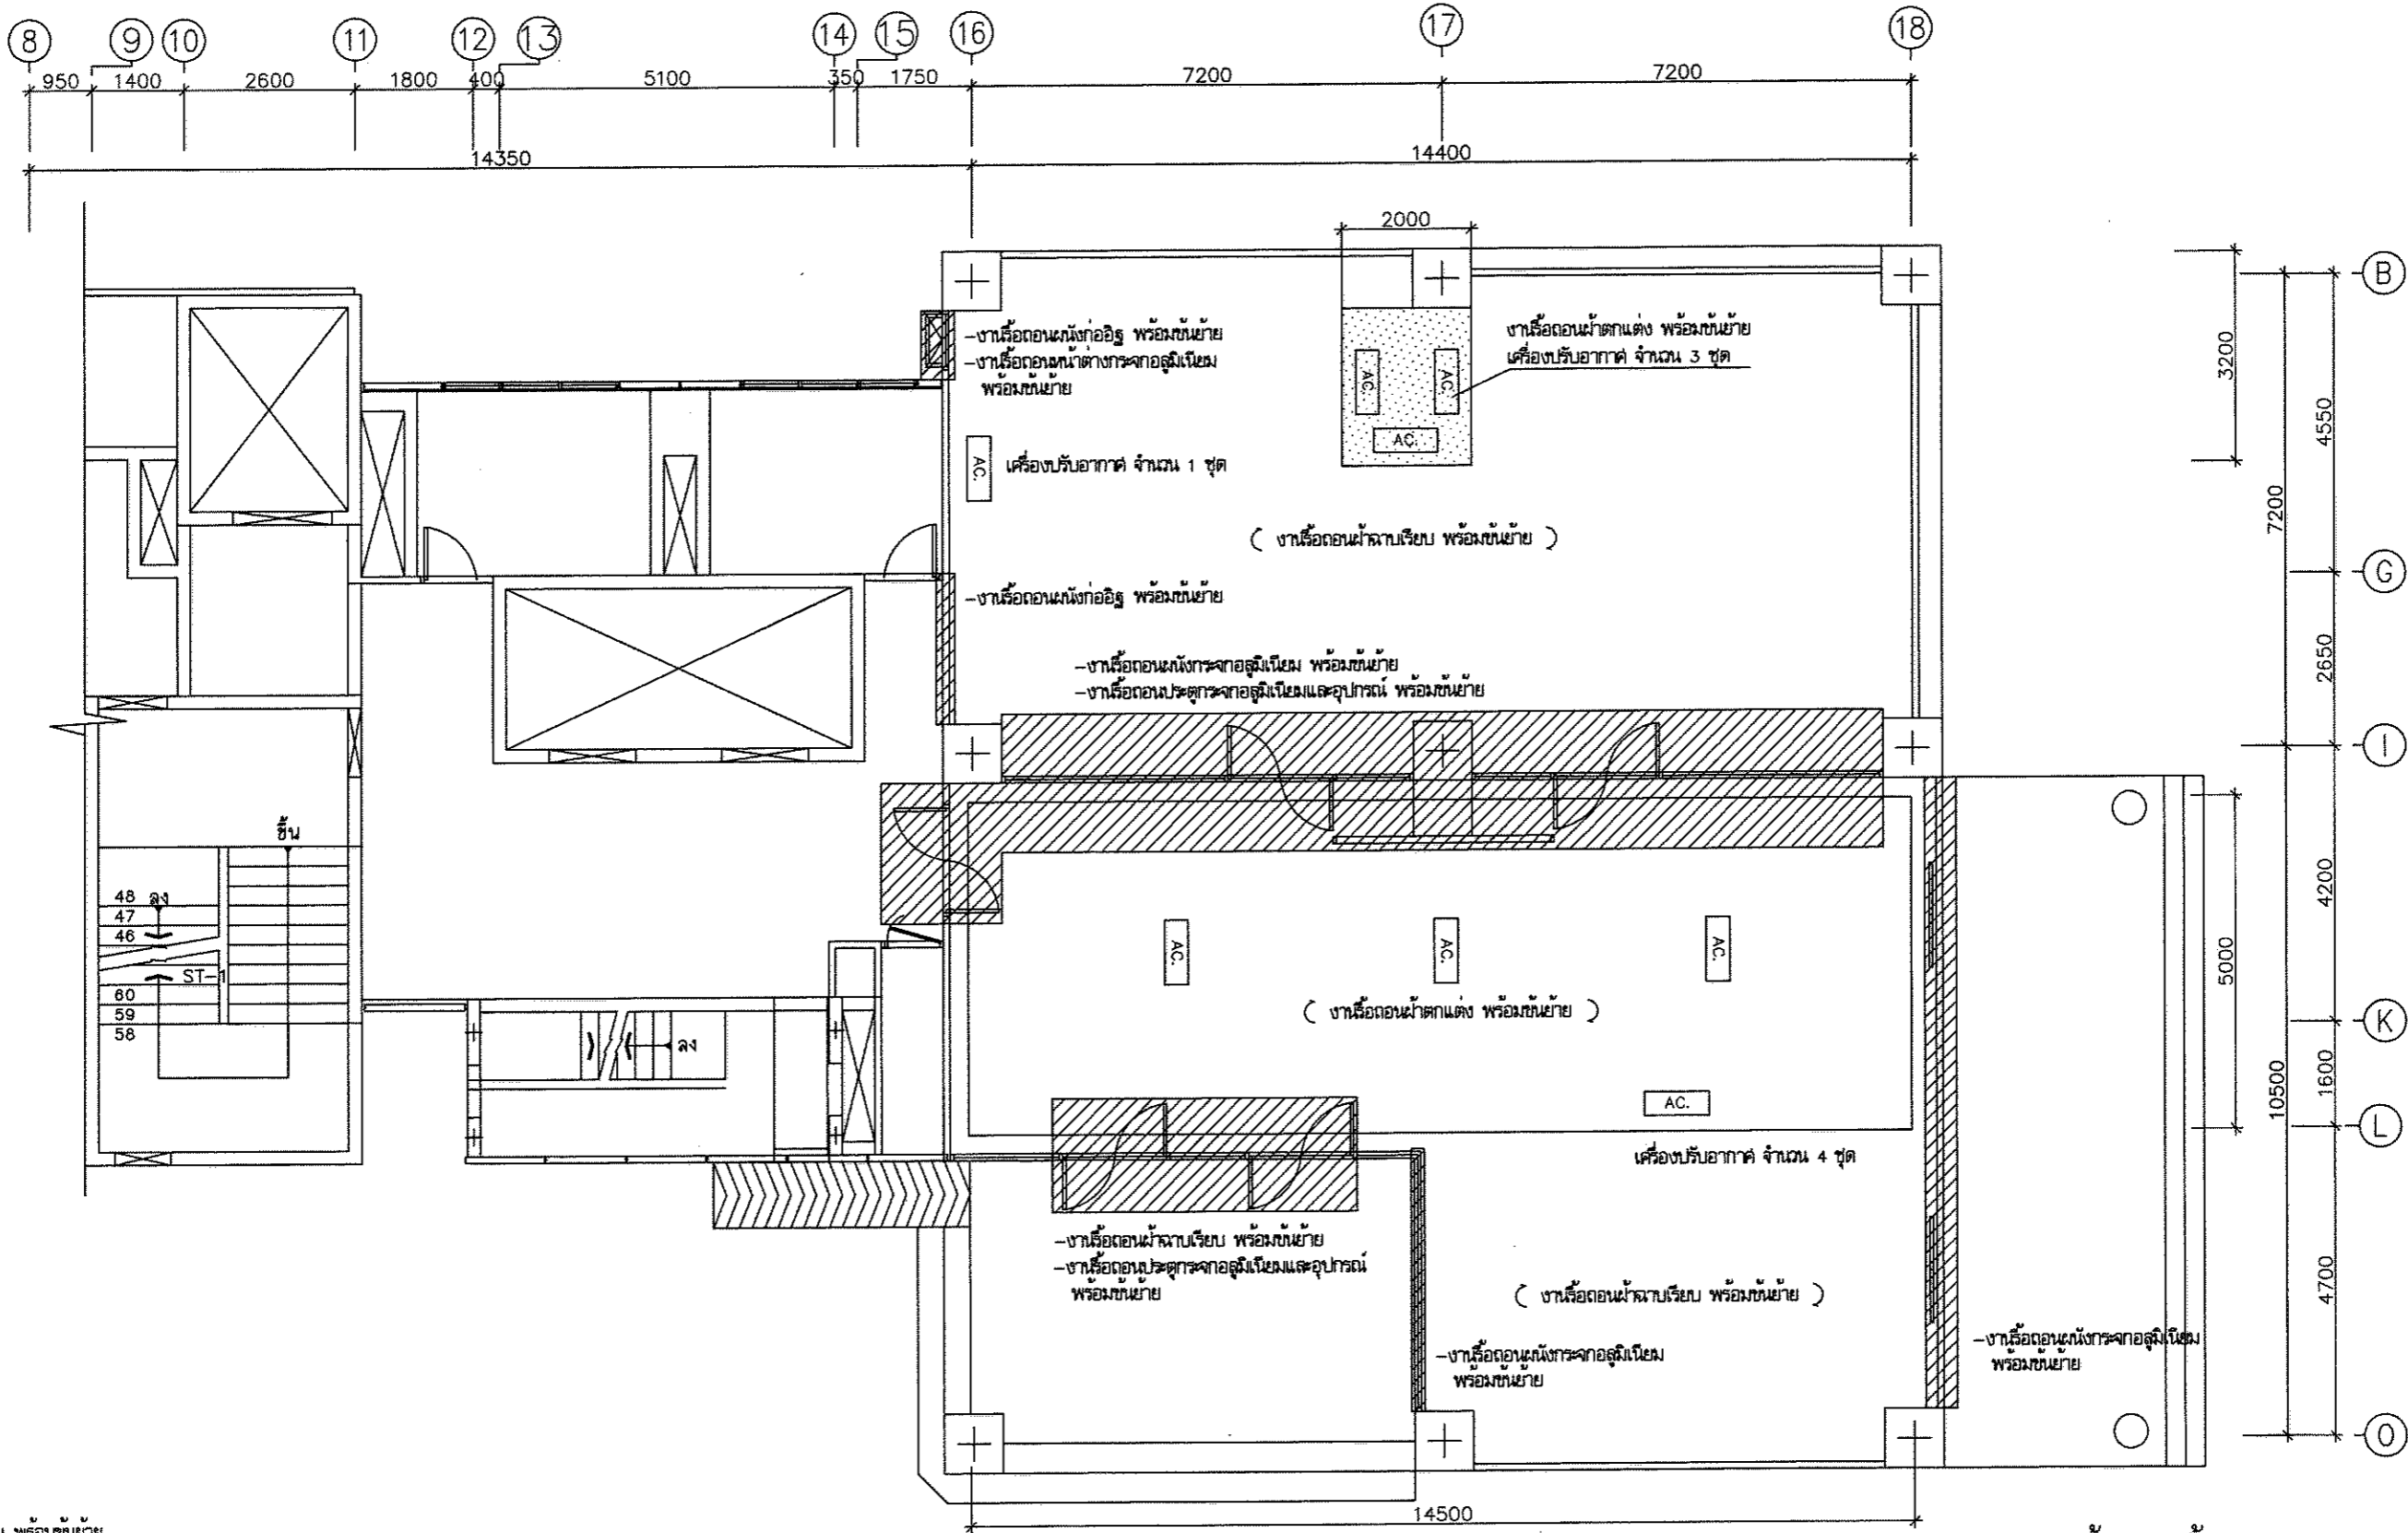 8 9 10 11 12 13 14 15 16 17 18
950 1400 2600 1800 400 5100 350 1750 7200 7200
14350 14400
2000
B
-งานรื้อถอนผนังก่ออิฐ พร้อมขนย้าย
-งานรื้อถอนหน้าต่างกระจกอลูมิเนียม
พร้อมขนย้าย
งานรื้อถอนฝ้าตกแต่ง พร้อมขนย้าย
เครื่องปรับอากาศ จำนวน 3 ชุด
3200
AC.
AC.
AC.
4550
AC.
เครื่องปรับอากาศ จำนวน 1 ชุด
7200
( งานรื้อถอนฝ้าฉาบเรียบ พร้อมขนย้าย )
G
-งานรื้อถอนผนังก่ออิฐ พร้อมขนย้าย
-งานรื้อถอนผนังกระจกอลูมิเนียม พร้อมขนย้าย
-งานรื้อถอนประตูกระจกอลูมิเนียมและอุปกรณ์ พร้อมขนย้าย
2650
I
ขึ้น
48 ลง
47
46
ST-1
60
59
58
4200
5000
AC.
AC.
AC.
( งานรื้อถอนฝ้าตกแต่ง พร้อมขนย้าย )
K
ลง
1600
10500
AC.
L
เครื่องปรับอากาศ จำนวน 4 ชุด
-งานรื้อถอนฝ้าฉาบเรียบ พร้อมขนย้าย
-งานรื้อถอนประตูกระจกอลูมิเนียมและอุปกรณ์
พร้อมขนย้าย
4700
( งานรื้อถอนฝ้าฉาบเรียบ พร้อมขนย้าย )
-งานรื้อถอนผนังกระจกอลูมิเนียม
พร้อมขนย้าย
-งานรื้อถอนผนังกระจกอลูมิเนียม
พร้อมขนย้าย
O
14500
พร้อมขนย้าย